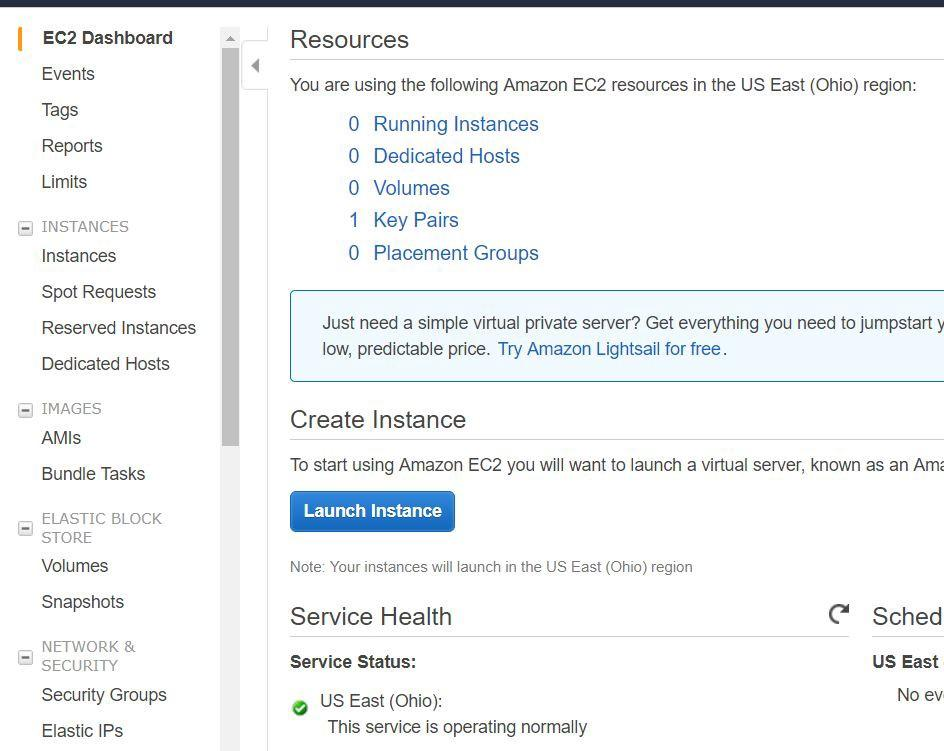 EC2 Dashboard
Events
Tags
Reports
Limits
INSTANCES
Instances
Spot Requests
Reserved Instances
Dedicated Hosts
IMAGES
AMIs
Bundle Tasks
ELASTIC BLOCK
STORE
Volumes
Snapshots
NETWORK &
SECURITY
Security Groups
Elastic IPs
Resources
You are using the following Amazon EC2 resources in the US East (Ohio) region:
0 Running Instances
0 Dedicated Hosts
0 Volumes
1 Key Pairs
0 Placement Groups
Just need a simple virtual private server? Get everything you need to jumpstart
low, predictable price. Try Amazon Lightsail for free.
Create Instance
To start using Amazon EC2 you will want to launch a virtual server, known as an
Launch Instance
Note: Your instances will launch in the US East (Ohio) region
Service Health
Service Status:
US East (Ohio):
This service is operating normally
Sched
US East
No